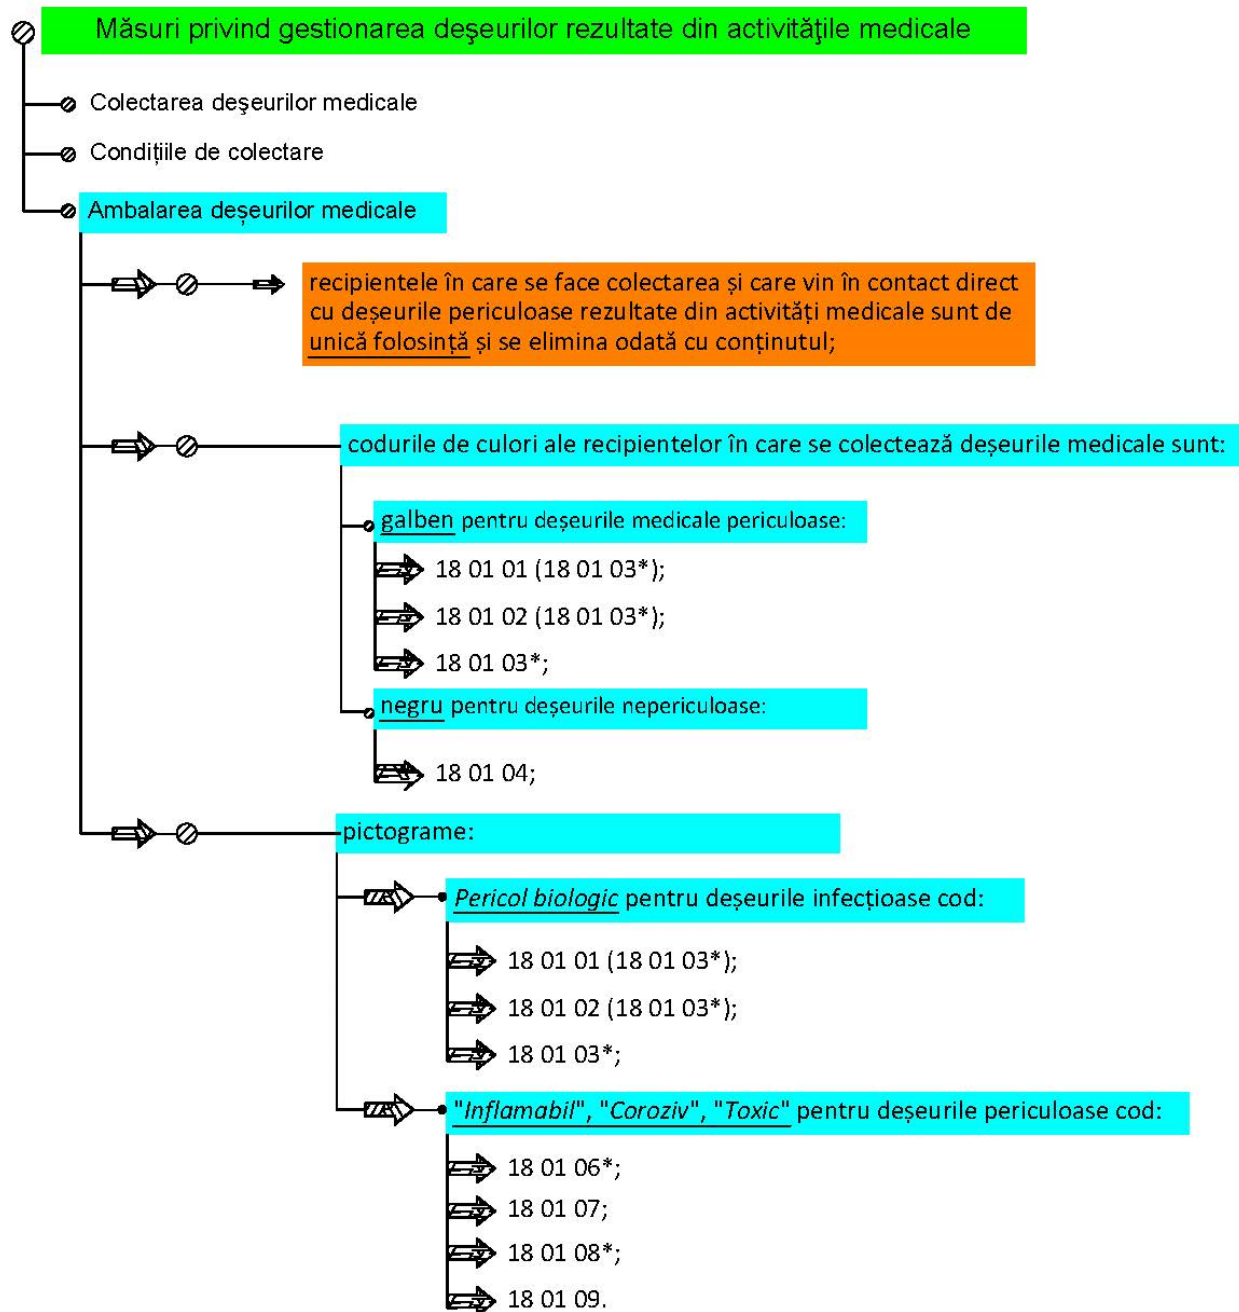 Măsuri privind gestionarea deşeurilor rezultate din activităţile medicale
Colectarea deşeurilor medicale
Condițiile de colectare
Ambalarea deșeurilor medicale
recipientele în care se face colectarea și care vin în contact direct
cu deșeurile periculoase rezultate din activități medicale sunt de
unică folosință și se elimina odată cu conținutul;
codurile de culori ale recipientelor în care se colectează deșeurile medicale sunt:
galben pentru deșeurile medicale periculoase:
18 01 01 (18 01 03*);
18 01 02 (18 01 03*);
18 01 03*;
negru pentru deșeurile nepericuloase:
18 01 04;
pictograme:
Pericol biologic pentru deșeurile infecțioase cod:
18 01 01 (18 01 03*);
18 01 02 (18 01 03*);
18 01 03*;
"Inflamabil", "Coroziv", "Toxic" pentru deșeurile periculoase cod:
18 01 06*;
18 01 07;
18 01 08*;
18 01 09.